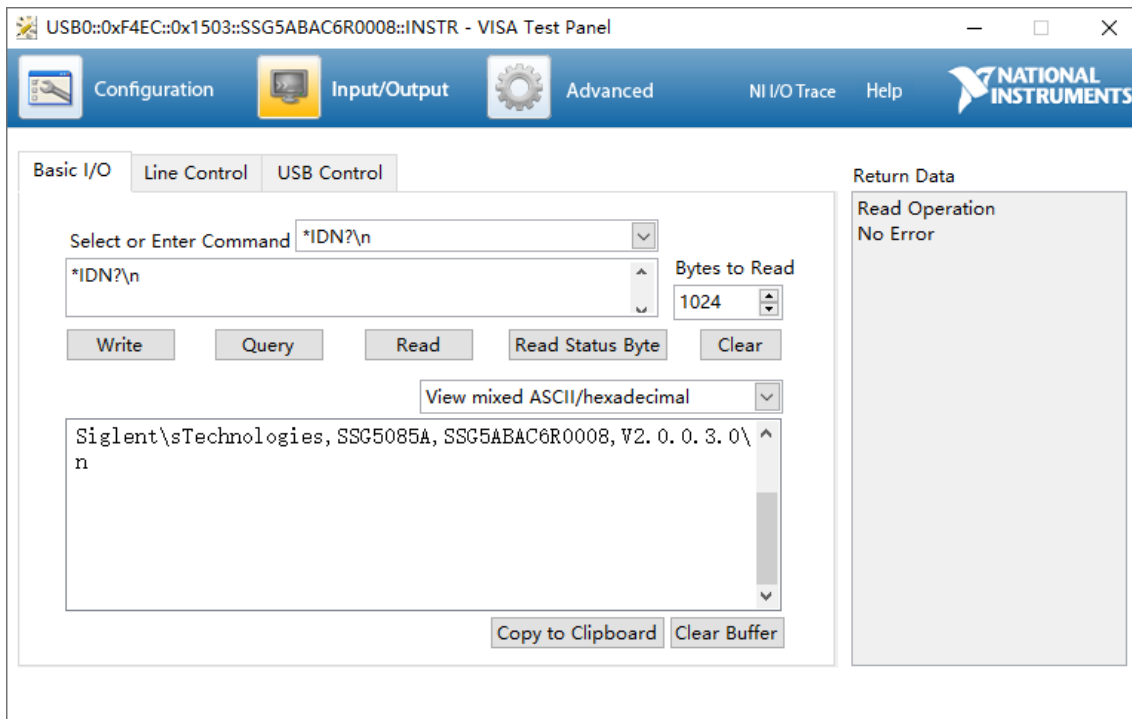 USB0::0xF4EC::0x1503::SSG5ABAC6R0008::INSTR - VISA Test Panel
Configuration
Input/Output
Advanced
NI I/O Trace
Help
NATIONAL
INSTRUMENTS
Basic I/O
Line Control
USB Control
Select or Enter Command
*IDN?\n
*IDN?\n
Bytes to Read
1024
Write
Query
Read
Read Status Byte
Clear
View mixed ASCII/hexadecimal
Siglent\sTechnologies,SSG5085A,SSG5ABAC6R0008,V2.0.0.3.0\
n
Copy to Clipboard
Clear Buffer
Return Data
Read Operation
No Error